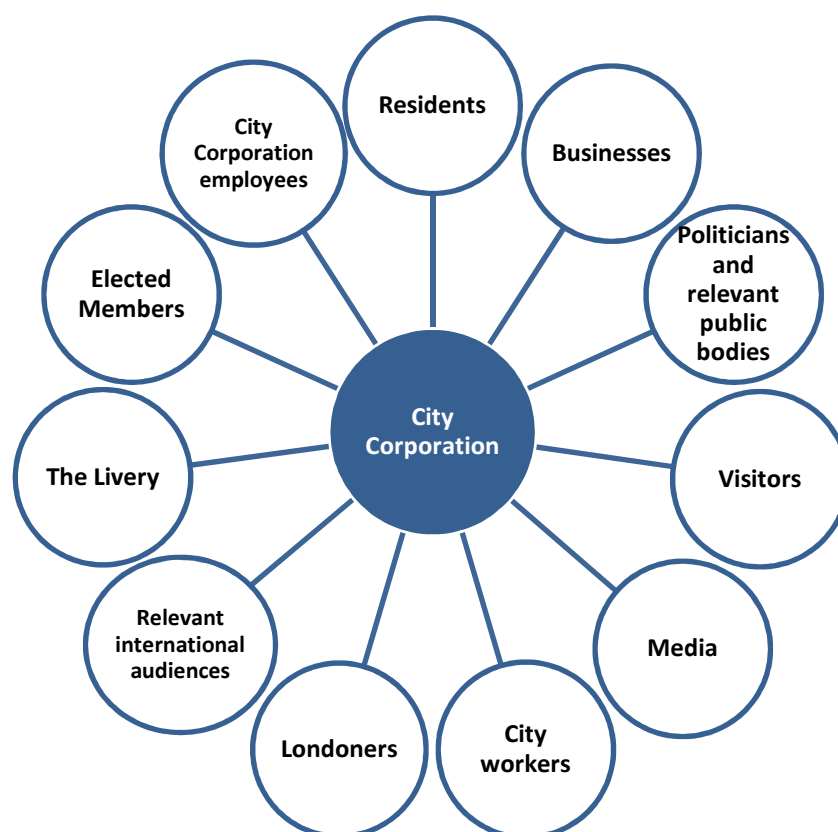 Residents
Businesses
Politicians
and
relevant
public
bodies
Visitors
Media
City
workers
Londoners
Relevant
international
audiences
The Livery
Elected
Members
City
Corporation
employees
City
Corporation